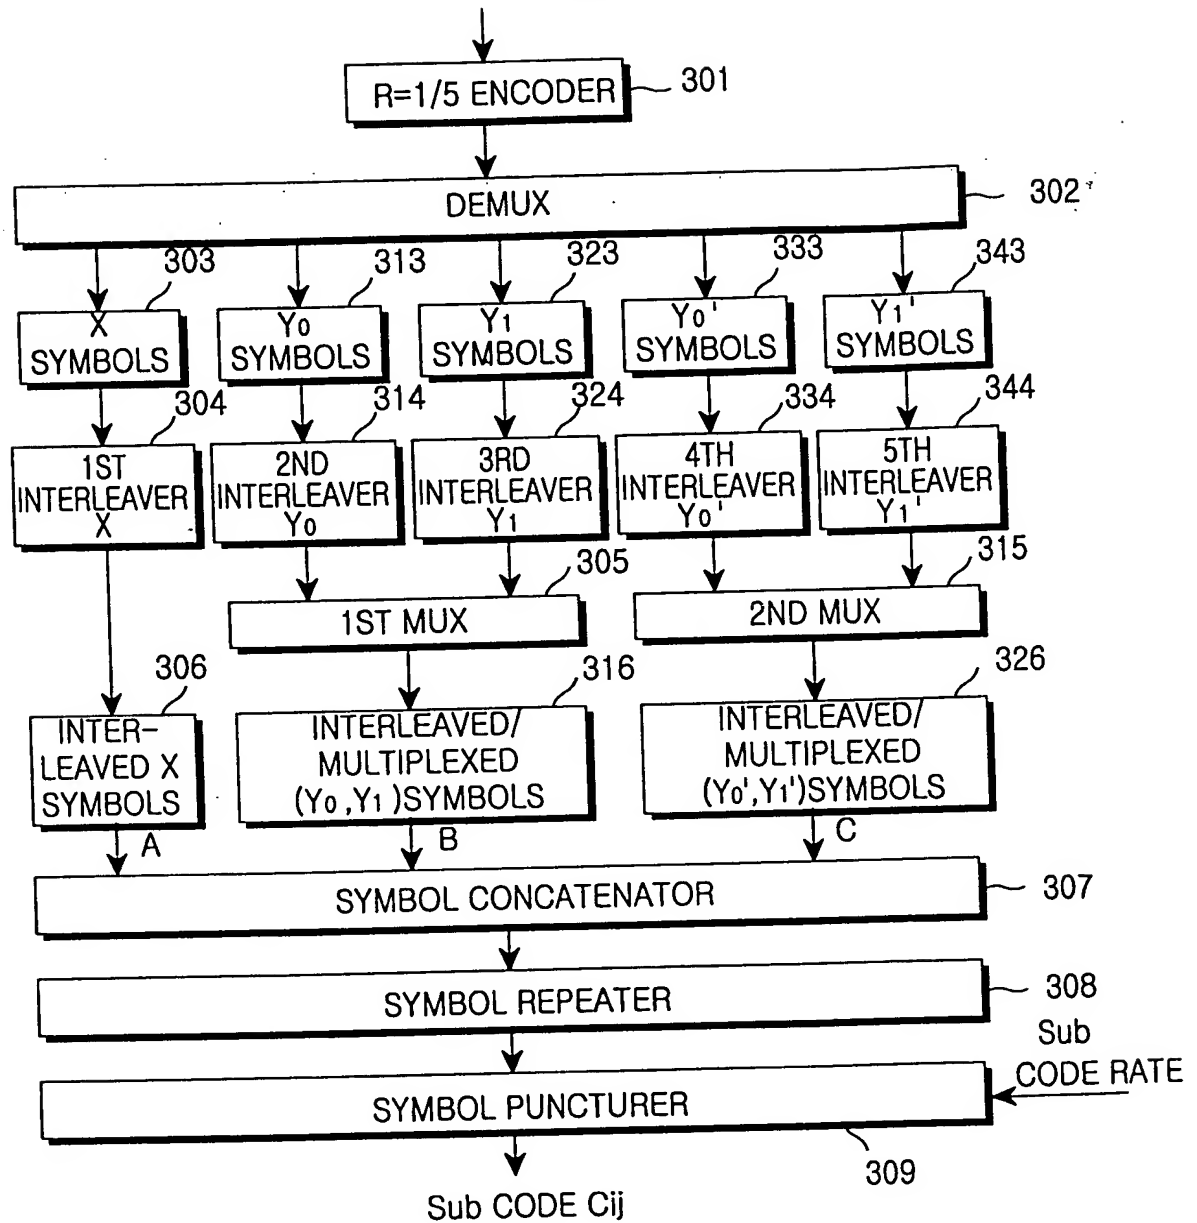 R=1/5 ENCODER
301
DEMUX
302
303
313
323
333
343
X
SYMBOLS
Y0
SYMBOLS
Y1
SYMBOLS
Y0'
SYMBOLS
Y1'
SYMBOLS
304
314
324
334
344
1ST
INTERLEAVER
X
2ND
INTERLEAVER
Y0
3RD
INTERLEAVER
Y1
4TH
INTERLEAVER
Y0'
5TH
INTERLEAVER
Y1'
305
315
1ST MUX
2ND MUX
306
316
326
INTER-
LEAVED X
SYMBOLS
INTERLEAVED/
MULTIPLEXED
(Y0,Y1)SYMBOLS
INTERLEAVED/
MULTIPLEXED
(Y0',Y1')SYMBOLS
A
B
C
SYMBOL CONCATENATOR
307
SYMBOL REPEATER
308
Sub
CODE RATE
SYMBOL PUNCTURER
309
Sub CODE Cij